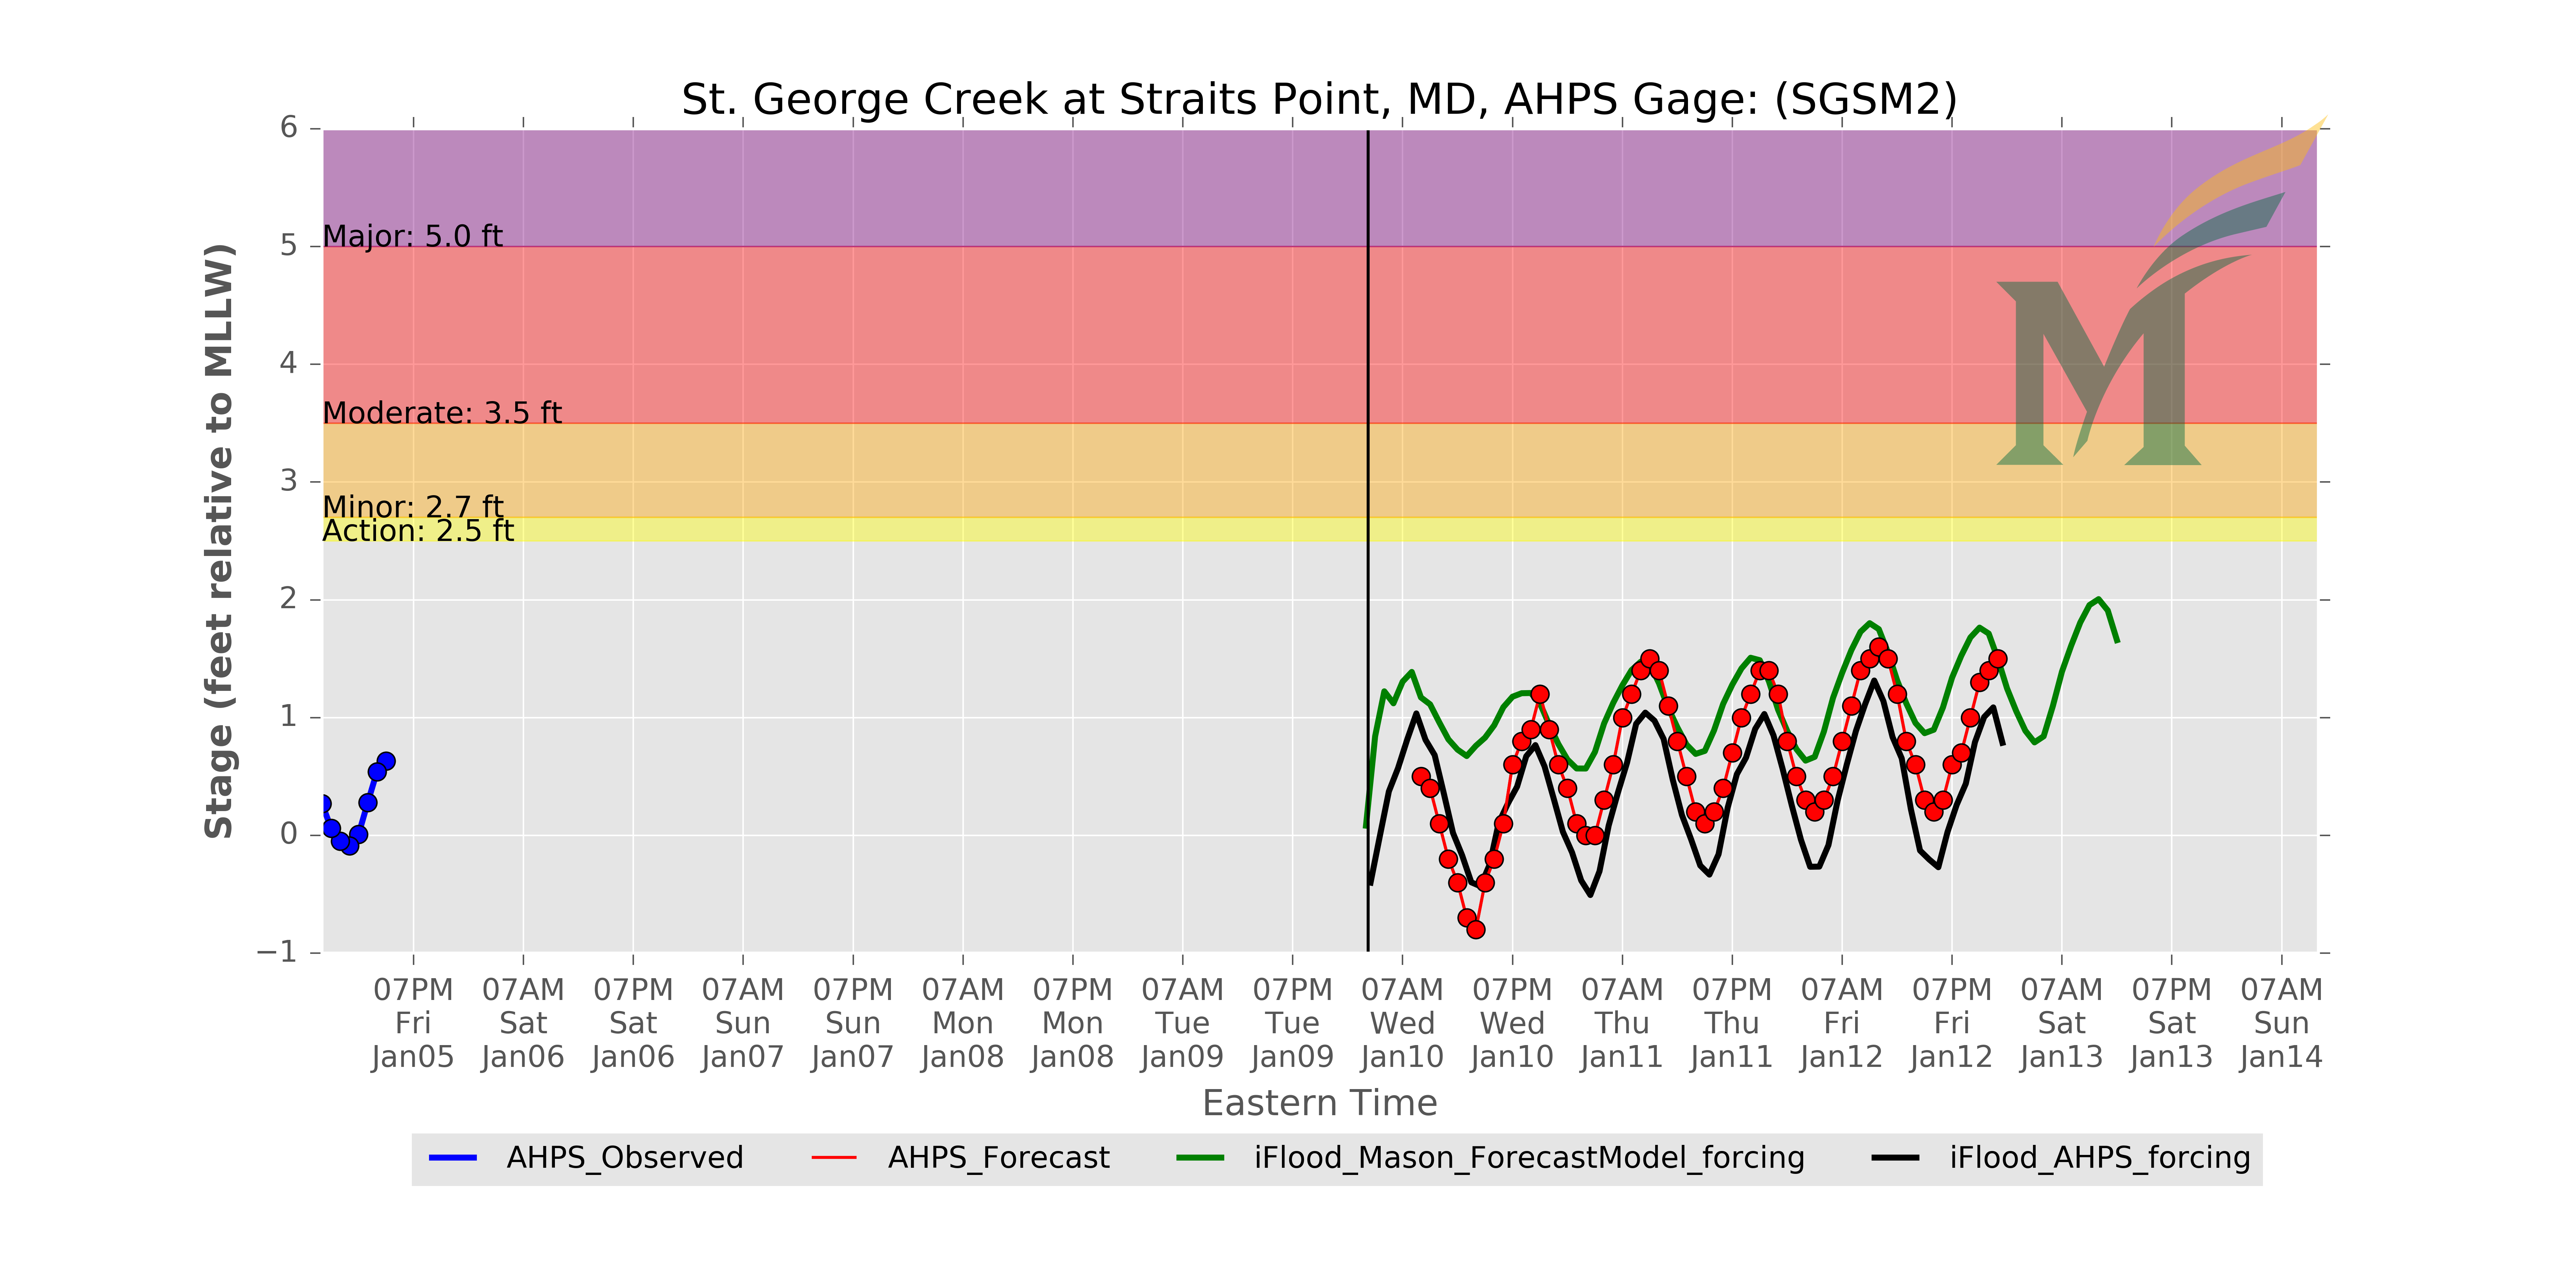 St. George Creek at Straits Point, MD, AHPS Gage: (SGSM2)
Stage (feet relative to MLLW)
6
5
4
3
2
1
0
−1
Major: 5.0 ft
Moderate: 3.5 ft
Minor: 2.7 ft
Action: 2.5 ft
M
07PM 07AM 07PM 07AM 07PM 07AM 07PM 07AM 07PM 07AM 07PM 07AM 07PM 07AM 07PM 07AM 07PM 07AM
Fri Sat Sat Sun Sun Mon Mon Tue Tue Wed Wed Thu Thu Fri Fri Sat Sat Sun
Jan05 Jan06 Jan06 Jan07 Jan07 Jan08 Jan08 Jan09 Jan09 Jan10 Jan10 Jan11 Jan11 Jan12 Jan12 Jan13 Jan13 Jan14
Eastern Time
AHPS_Observed AHPS_Forecast iFlood_Mason_ForecastModel_forcing iFlood_AHPS_forcing